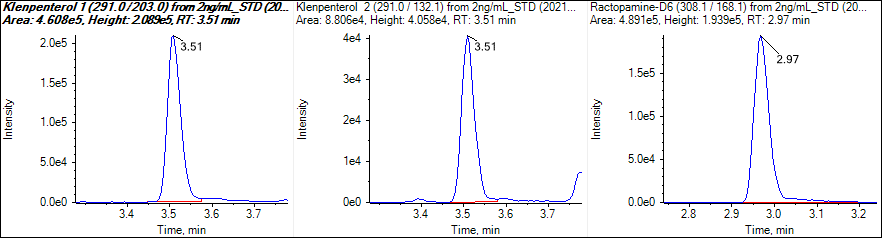 Klenpenterol 1 (291.0 / 203.0) from 2ng/mL_STD (20...
Area: 4.608e5, Height: 2.089e5, RT: 3.51 min
2.0e5
1.5e5
1.0e5
5.0e4
0.0e0
3.51
3.4 3.5 3.6 3.7
Intensity
Time, min
Klenpenterol 2 (291.0 / 132.1) from 2ng/mL_STD (2021...
Area: 8.806e4, Height: 4.058e4, RT: 3.51 min
4e4
3e4
2e4
1e4
0e0
3.51
3.4 3.5 3.6 3.7
Intensity
Time, min
Ractopamine-D6 (308.1 / 168.1) from 2ng/mL_STD (20...
Area: 4.891e5, Height: 1.939e5, RT: 2.97 min
1.5e5
1.0e5
5.0e4
0.0e0
2.97
2.8 2.9 3.0 3.1 3.2
Intensity
Time, min